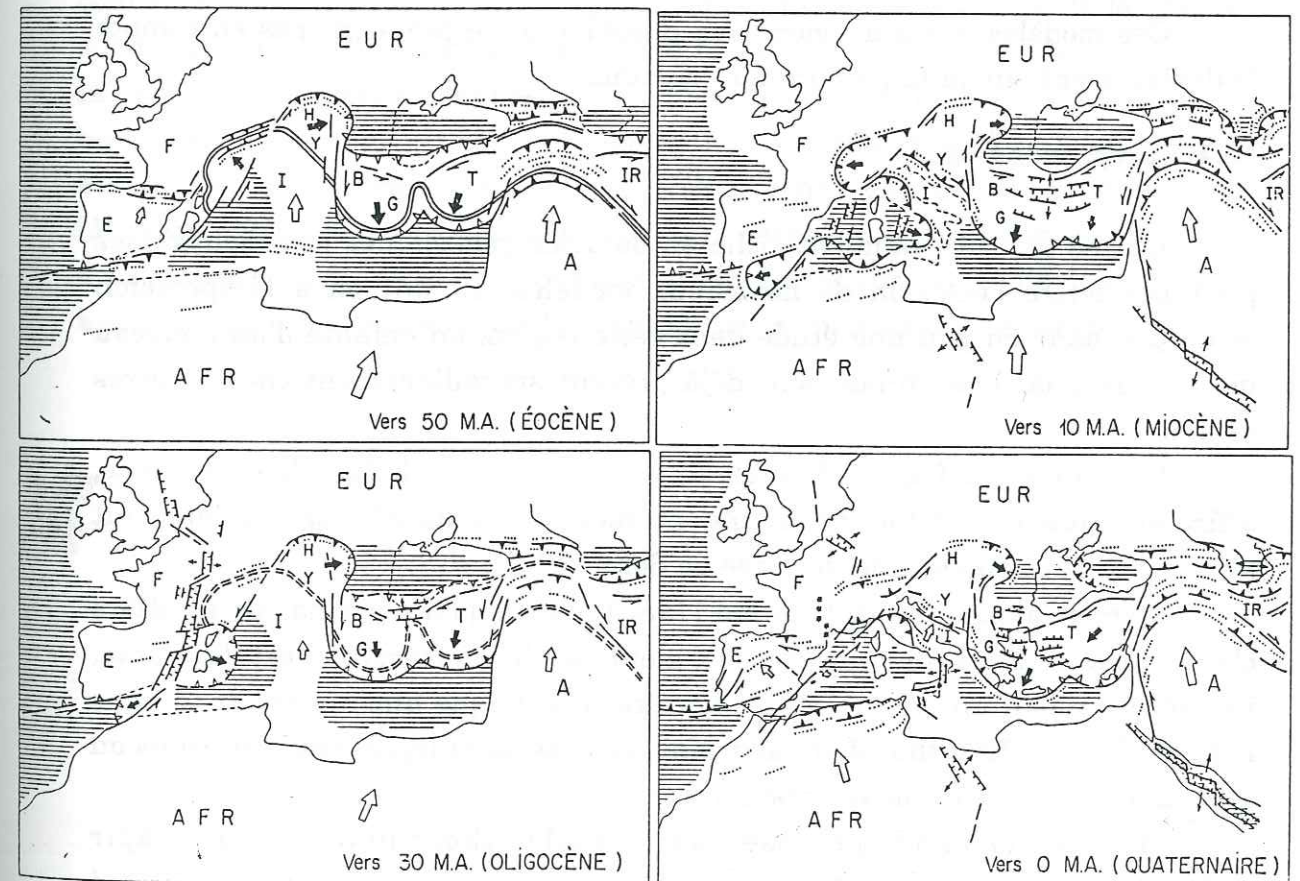 EUR
H
F
Y
I
B
T
IR
G
E
A
AFR
Vers 50 M.A. (ÉOCÈNE)
EUR
H
F
Y
I
B
T
IR
G
E
A
AFR
Vers 10 M.A. (MIOCÈNE)
EUR
H
F
Y
I
B
T
IR
G
E
A
AFR
Vers 30 M.A. (OLIGOCÈNE)
EUR
H
F
Y
B
I
T
IR
G
E
A
AFR
Vers 0 M.A. (QUATERNAIRE)